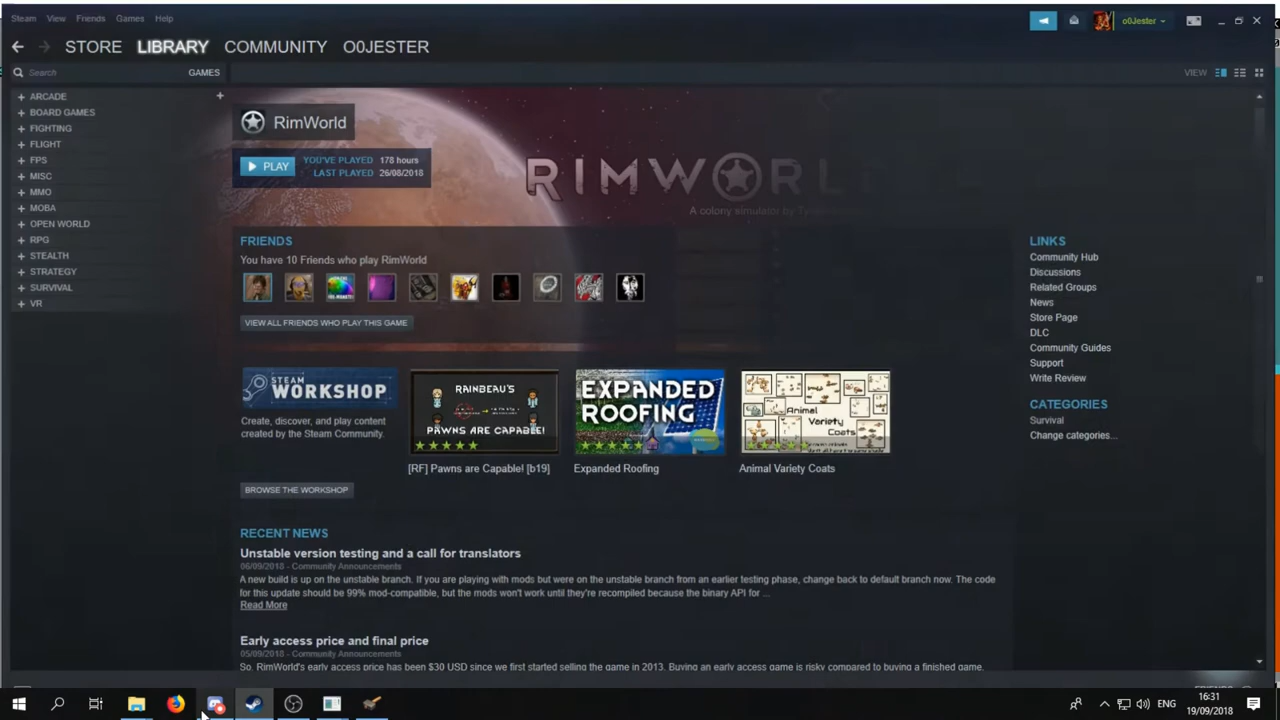 Steam View Friends Games Help
o0Jester
STORE LIBRARY COMMUNITY O0JESTER
Search GAMES
VIEW
ARCADE
BOARD GAMES
FIGHTING
FLIGHT
FPS
MISC
MMO
MOBA
OPEN WORLD
RPG
STEALTH
STRATEGY
SURVIVAL
VR
RimWorld
PLAY
YOU'VE PLAYED 178 hours
LAST PLAYED 26/08/2018
RIMWORLD
A colony simulator by
FRIENDS
You have 10 Friends who play RimWorld
VIEW ALL FRIENDS WHO PLAY THIS GAME
STEAM WORKSHOP
Create, discover, and play content
created by the Steam Community.
BROWSE THE WORKSHOP
RAINBEAU'S
PAWNS ARE CAPABLE!
[RF] Pawns are Capable! [b19]
EXPANDED
ROOFING
Expanded Roofing
Animal
Variety
Coats
Animal Variety Coats
RECENT NEWS
Unstable version testing and a call for translators
06/09/2018 - Community Announcements
A new build is up on the unstable branch. If you are playing with mods but were on the unstable branch from an earlier testing phase, change back to default branch now. The code
for this update should be 99% mod-compatible, but the mods won't work until they're recompiled because the binary API for ...
Read More
Early access price and final price
05/09/2018 - Community Announcements
So, RimWorld's early access price has been $30 USD since we first started selling the game in 2013. Buying an early access game is risky compared to buying a finished game,
LINKS
Community Hub
Discussions
Related Groups
News
Store Page
DLC
Community Guides
Support
Write Review
CATEGORIES
Survival
Change categories...
ENG
16:31
19/09/2018